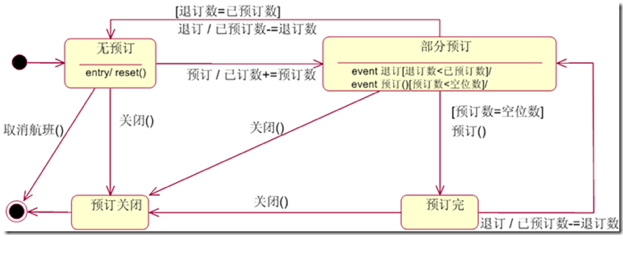 [退订数=已预订数]
退订 / 已预订数-=退订数
无预订
entry/ reset()
部分预订
event 退订[退订数<已预订数]/
event 预订()[预订数<空位数]/
预订 / 已订数+=预订数
取消航班()
关闭()
关闭()
[预订数=空位数]
预订()
预订关闭
关闭()
预订完
退订 / 已预订数-=退订数